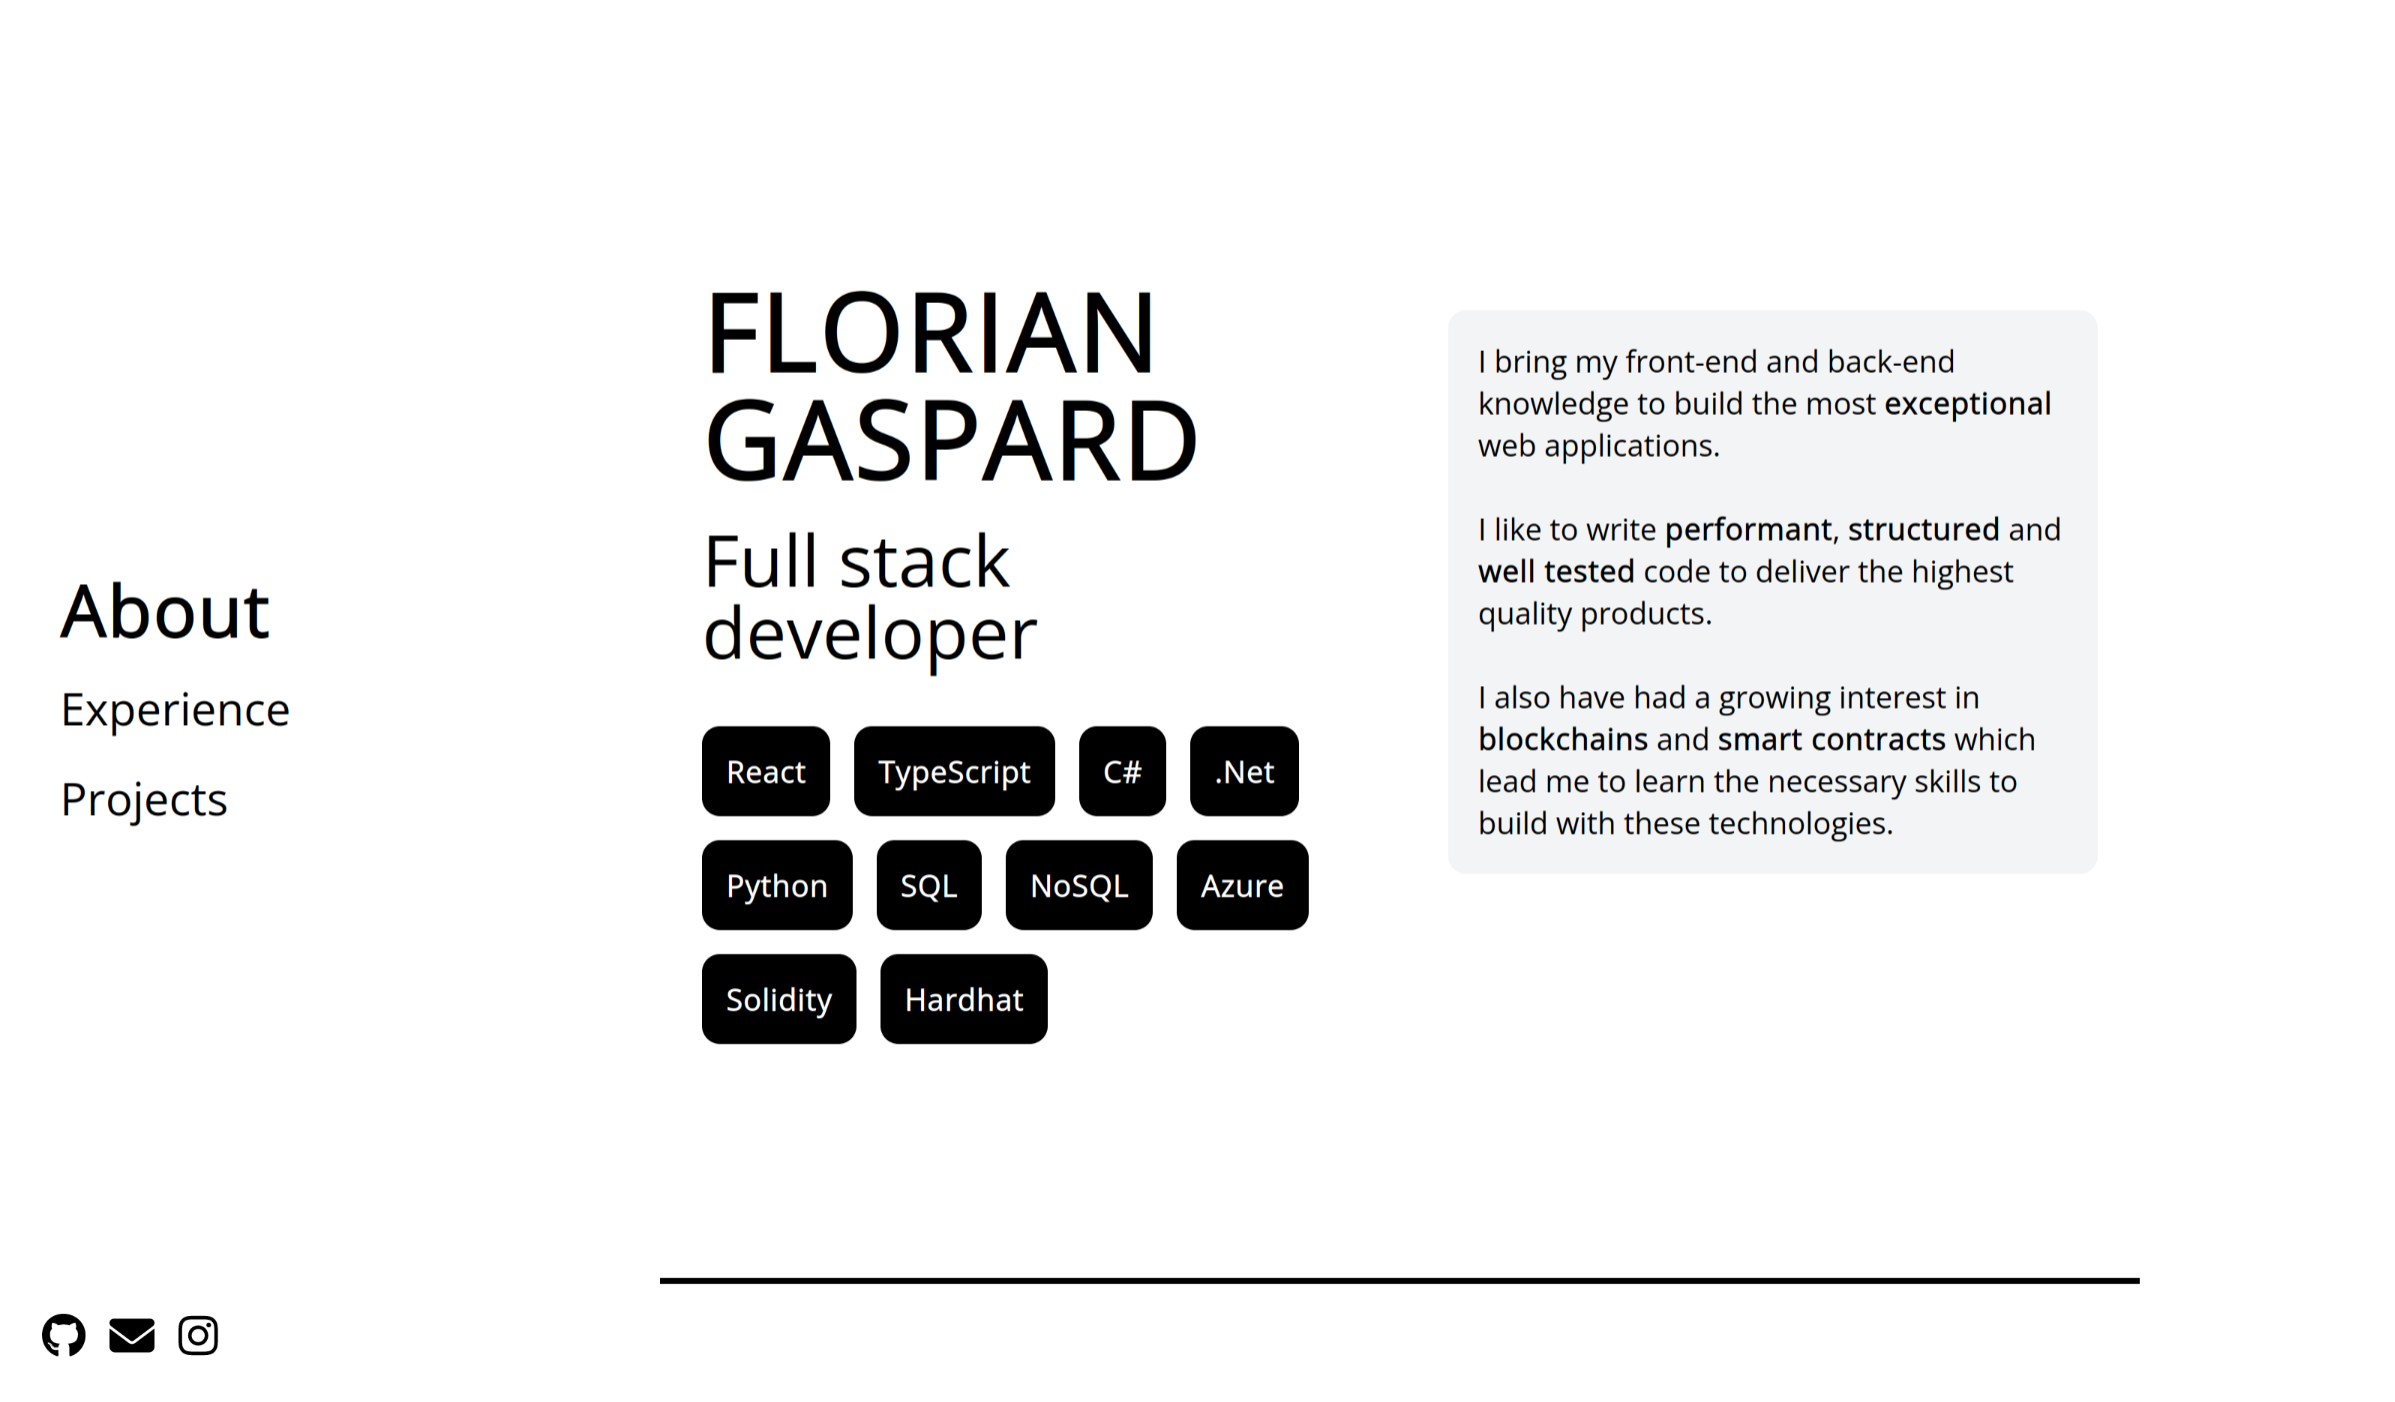 About
Experience
Projects
FLORIAN
GASPARD
Full stack
developer
React TypeScript C# .Net
Python SQL NoSQL Azure
Solidity Hardhat
I bring my front-end and back-end
knowledge to build the most exceptional
web applications.
I like to write performant, structured and
well tested code to deliver the highest
quality products.
I also have had a growing interest in
blockchains and smart contracts which
lead me to learn the necessary skills to
build with these technologies.